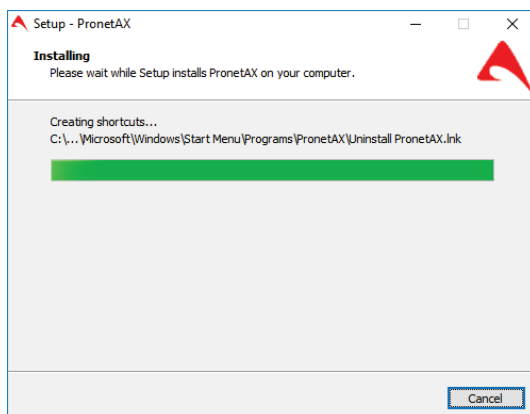 Setup - PronetAX
Installing
Please wait while Setup installs PronetAX on your computer.
Creating shortcuts...
C:\...\Microsoft\Windows\Start Menu\Programs\PronetAX\Uninstall PronetAX.lnk
Cancel